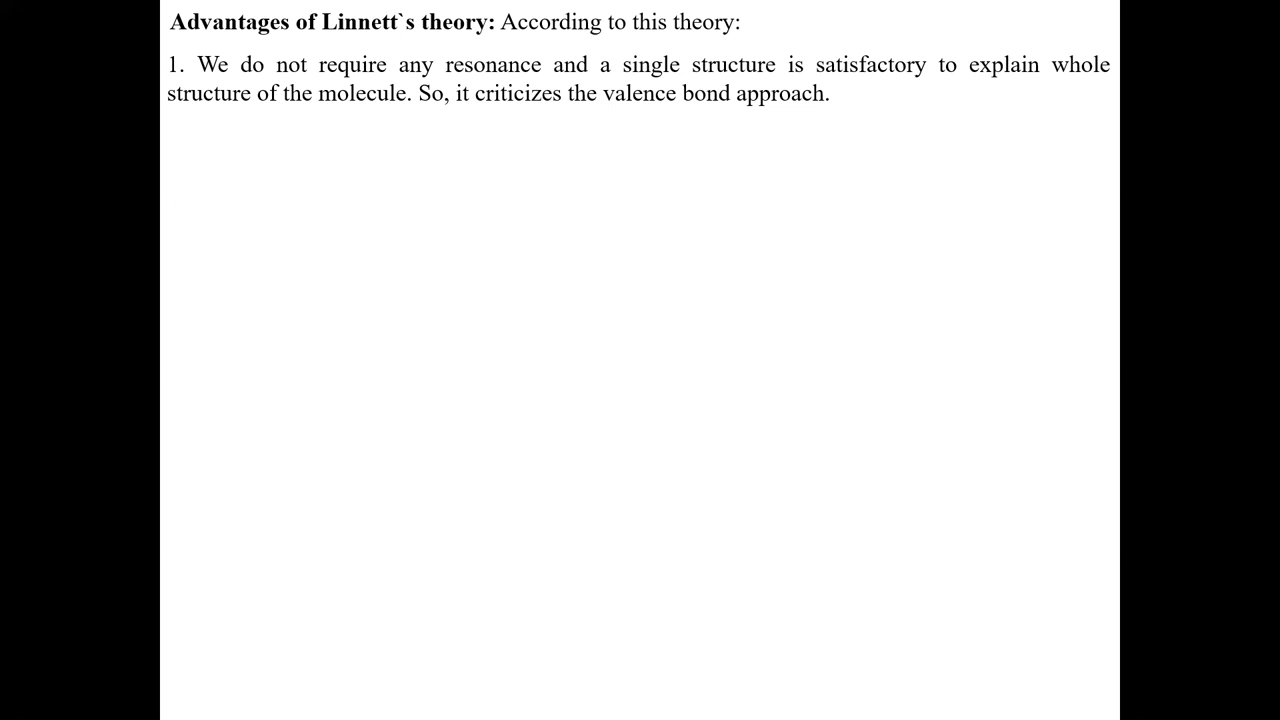 Advantages of Linnett`s theory: According to this theory:
1. We do not require any resonance and a single structure is satisfactory to explain whole
structure of the molecule. So, it criticizes the valence bond approach.